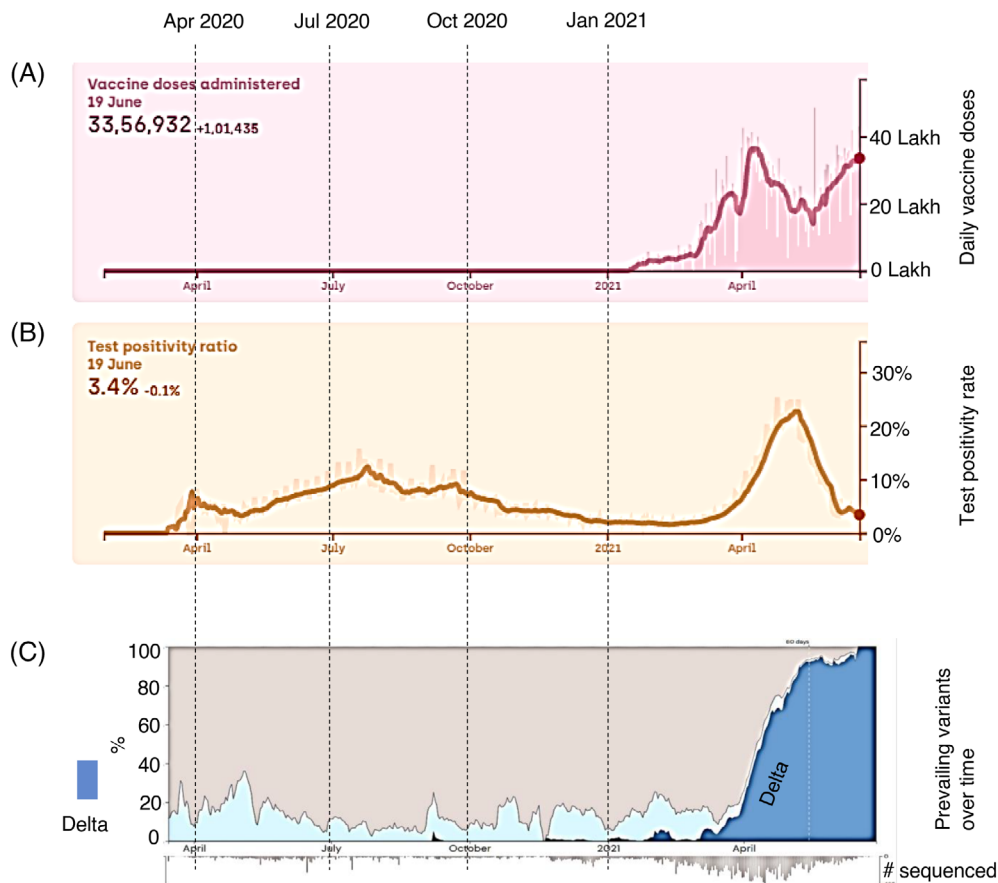 Apr 2020 Jul 2020 Oct 2020 Jan 2021
(A)
Vaccine doses administered
19 June
33,56,932 +1,01,435
40 Lakh
20 Lakh
0 Lakh
Daily vaccine doses
April July October 2021 April
(B)
Test positivity ratio
19 June
3.4% -0.1%
30%
20%
10%
0%
Test positivity rate
April July October 2021 April
(C)
60 days
100
80
60
40
20
0
%
Delta
Delta
Prevailing variants
over time
April July October 2021 April
# sequenced